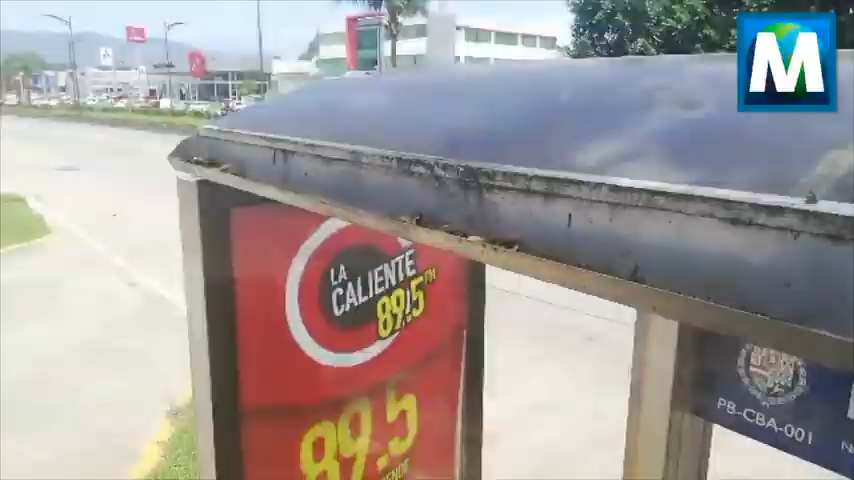 M
LA
CALIENTE
89.5 FM
89.5
PB-CBA-001